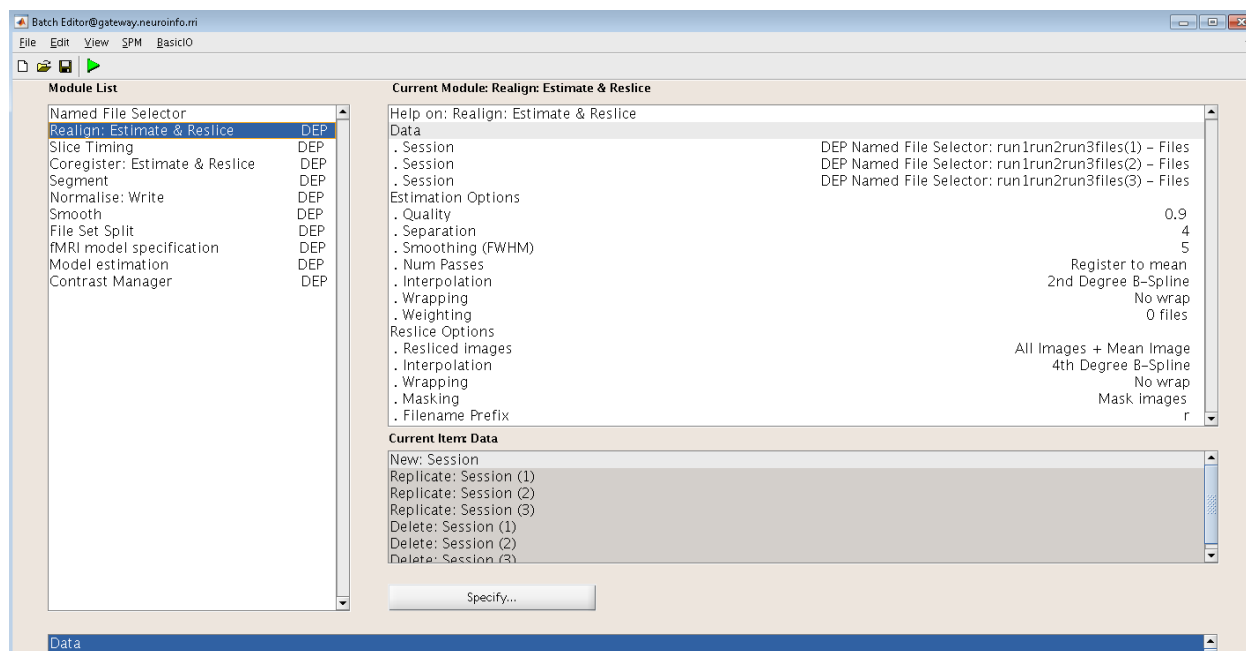 Batch Editor@gateway.neuroinfo.rri
File Edit View SPM BasicIO
Module List
Named File Selector
Realign: Estimate & Reslice DEP
Slice Timing DEP
Coregister: Estimate & Reslice DEP
Segment DEP
Normalise: Write DEP
Smooth DEP
File Set Split DEP
fMRI model specification DEP
Model estimation DEP
Contrast Manager DEP
Current Module: Realign: Estimate & Reslice
Help on: Realign: Estimate & Reslice
Data
. Session DEP Named File Selector: run1run2run3files(1) – Files
. Session DEP Named File Selector: run1run2run3files(2) – Files
. Session DEP Named File Selector: run1run2run3files(3) – Files
Estimation Options
. Quality 0.9
. Separation 4
. Smoothing (FWHM) 5
. Num Passes Register to mean
. Interpolation 2nd Degree B–Spline
. Wrapping No wrap
. Weighting 0 files
Reslice Options
. Resliced images All Images + Mean Image
. Interpolation 4th Degree B–Spline
. Wrapping No wrap
. Masking Mask images
. Filename Prefix r
Current Item: Data
New: Session
Replicate: Session (1)
Replicate: Session (2)
Replicate: Session (3)
Delete: Session (1)
Delete: Session (2)
Delete: Session (3)
Specify...
Data